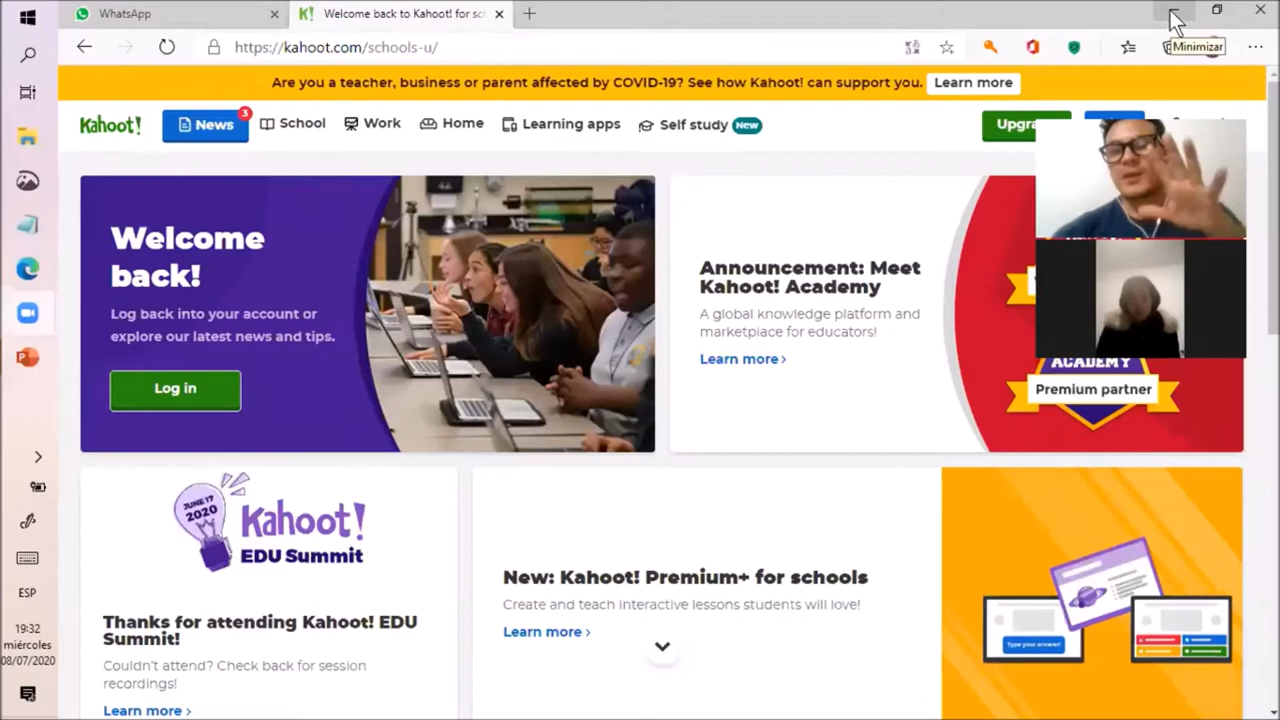 WhatsApp
Welcome back to Kahoot! for sc
https://kahoot.com/schools-u/
Minimizar
Are you a teacher, business or parent affected by COVID-19? See how Kahoot! can support you.
Learn more
Kahoot!
News
3
School
Work
Home
Learning apps
Self study
New
Welcome
back!
Log back into your account or
explore our latest news and tips.
Log in
Announcement: Meet
Kahoot! Academy
A global knowledge platform and
marketplace for educators!
Learn more ›
ACADEMY
Premium partner
JUNE 17
2020
Kahoot!
EDU Summit
Thanks for attending Kahoot! EDU
Summit!
Couldn't attend? Check back for session
recordings!
Learn more ›
New: Kahoot! Premium+ for schools
Create and teach interactive lessons students will love!
Learn more ›
Type your answer!
ESP
19:32
miércoles
08/07/2020